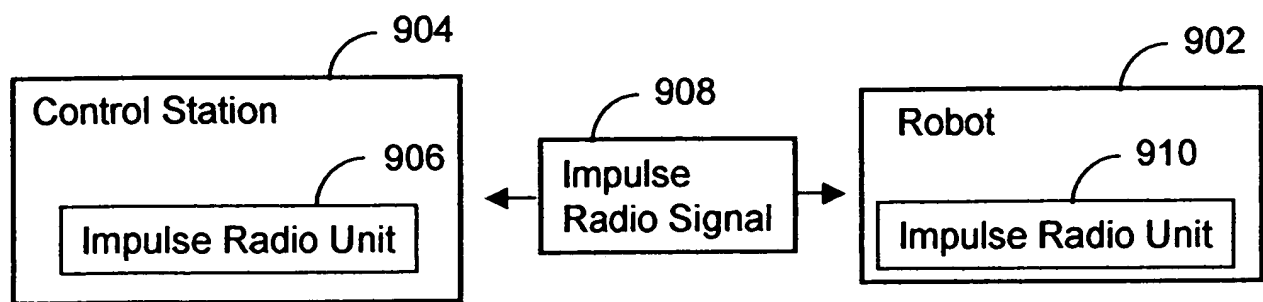 904
Control Station
906
Impulse Radio Unit
908
Impulse
Radio Signal
902
Robot
910
Impulse Radio Unit